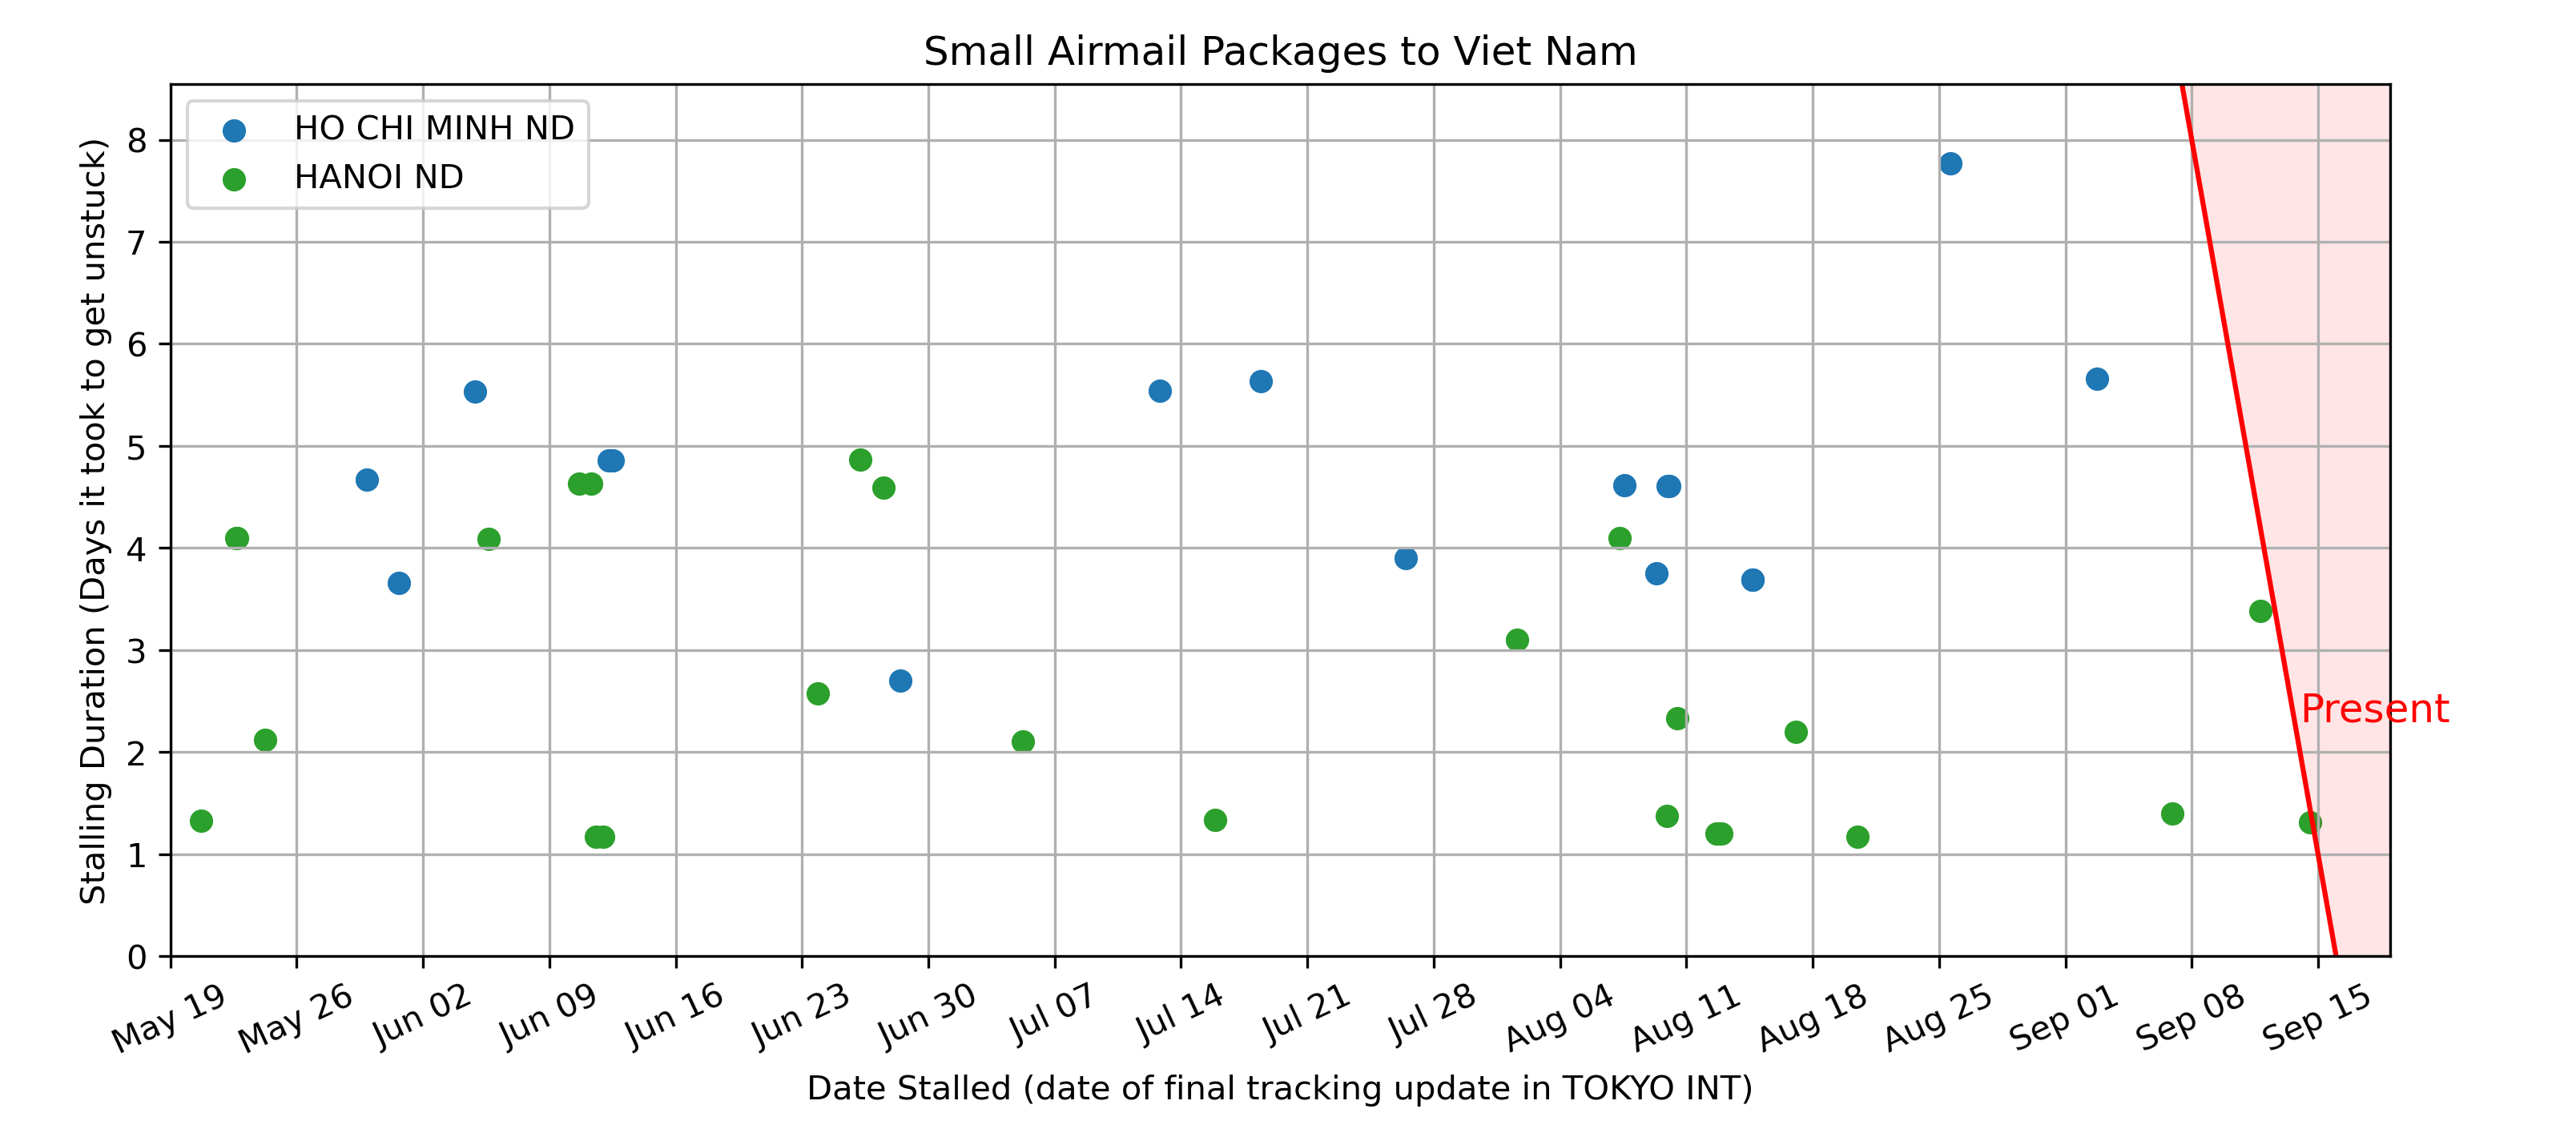 Small Airmail Packages to Viet Nam
HO CHI MINH ND
HANOI ND
Stalling Duration (Days it took to get unstuck)
8
7
6
5
4
3
2
1
0
Present
May 19
May 26
Jun 02
Jun 09
Jun 16
Jun 23
Jun 30
Jul 07
Jul 14
Jul 21
Jul 28
Aug 04
Aug 11
Aug 18
Aug 25
Sep 01
Sep 08
Sep 15
Date Stalled (date of final tracking update in TOKYO INT)